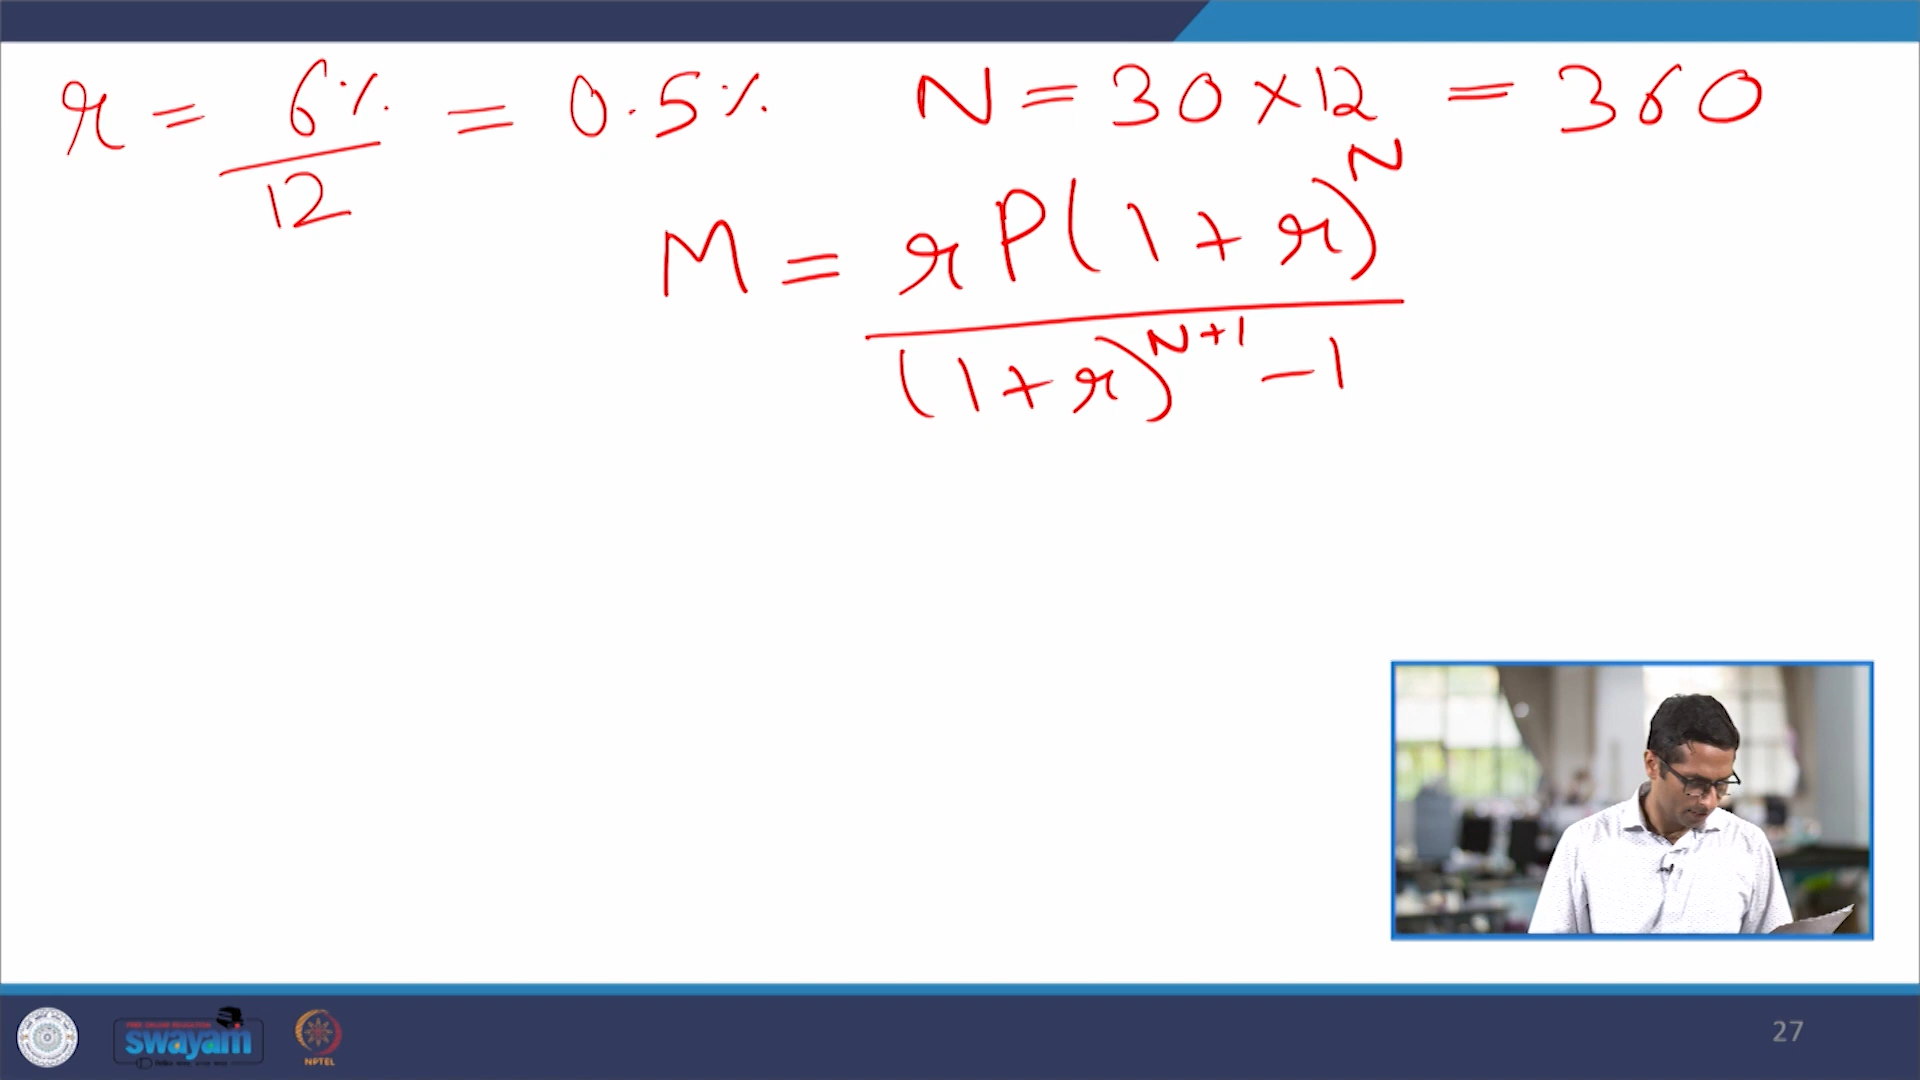 r = 6% / 12 = 0.5%    N = 30 × 12 = 360
M = rP(1+r)^N / (1+r)^{N+1} - 1
swayam
NPTEL
27